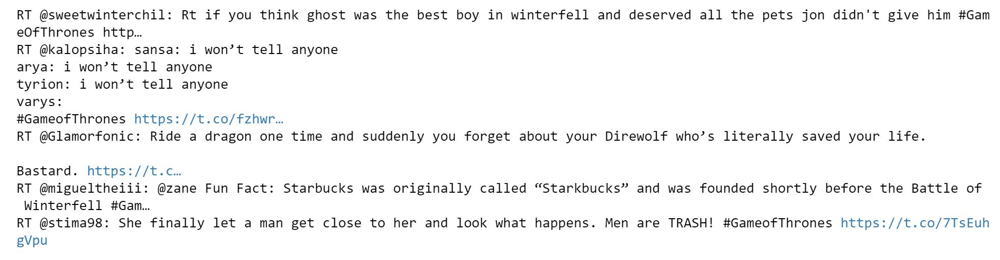 RT @sweetwinterchil: Rt if you think ghost was the best boy in winterfell and deserved all the pets jon didn't give him #Gam
eOfThrones http…
RT @kalopsiha: sansa: i won’t tell anyone
arya: i won’t tell anyone
tyrion: i won’t tell anyone
varys:
#GameofThrones https://t.co/fzhwr…
RT @Glamorfonic: Ride a dragon one time and suddenly you forget about your Direwolf who’s literally saved your life.
Bastard. https://t.c…
RT @migueltheiii: @zane Fun Fact: Starbucks was originally called “Starkbucks” and was founded shortly before the Battle of
Winterfell #Gam…
RT @stima98: She finally let a man get close to her and look what happens. Men are TRASH! #GameofThrones https://t.co/7TsEuh
gVpu